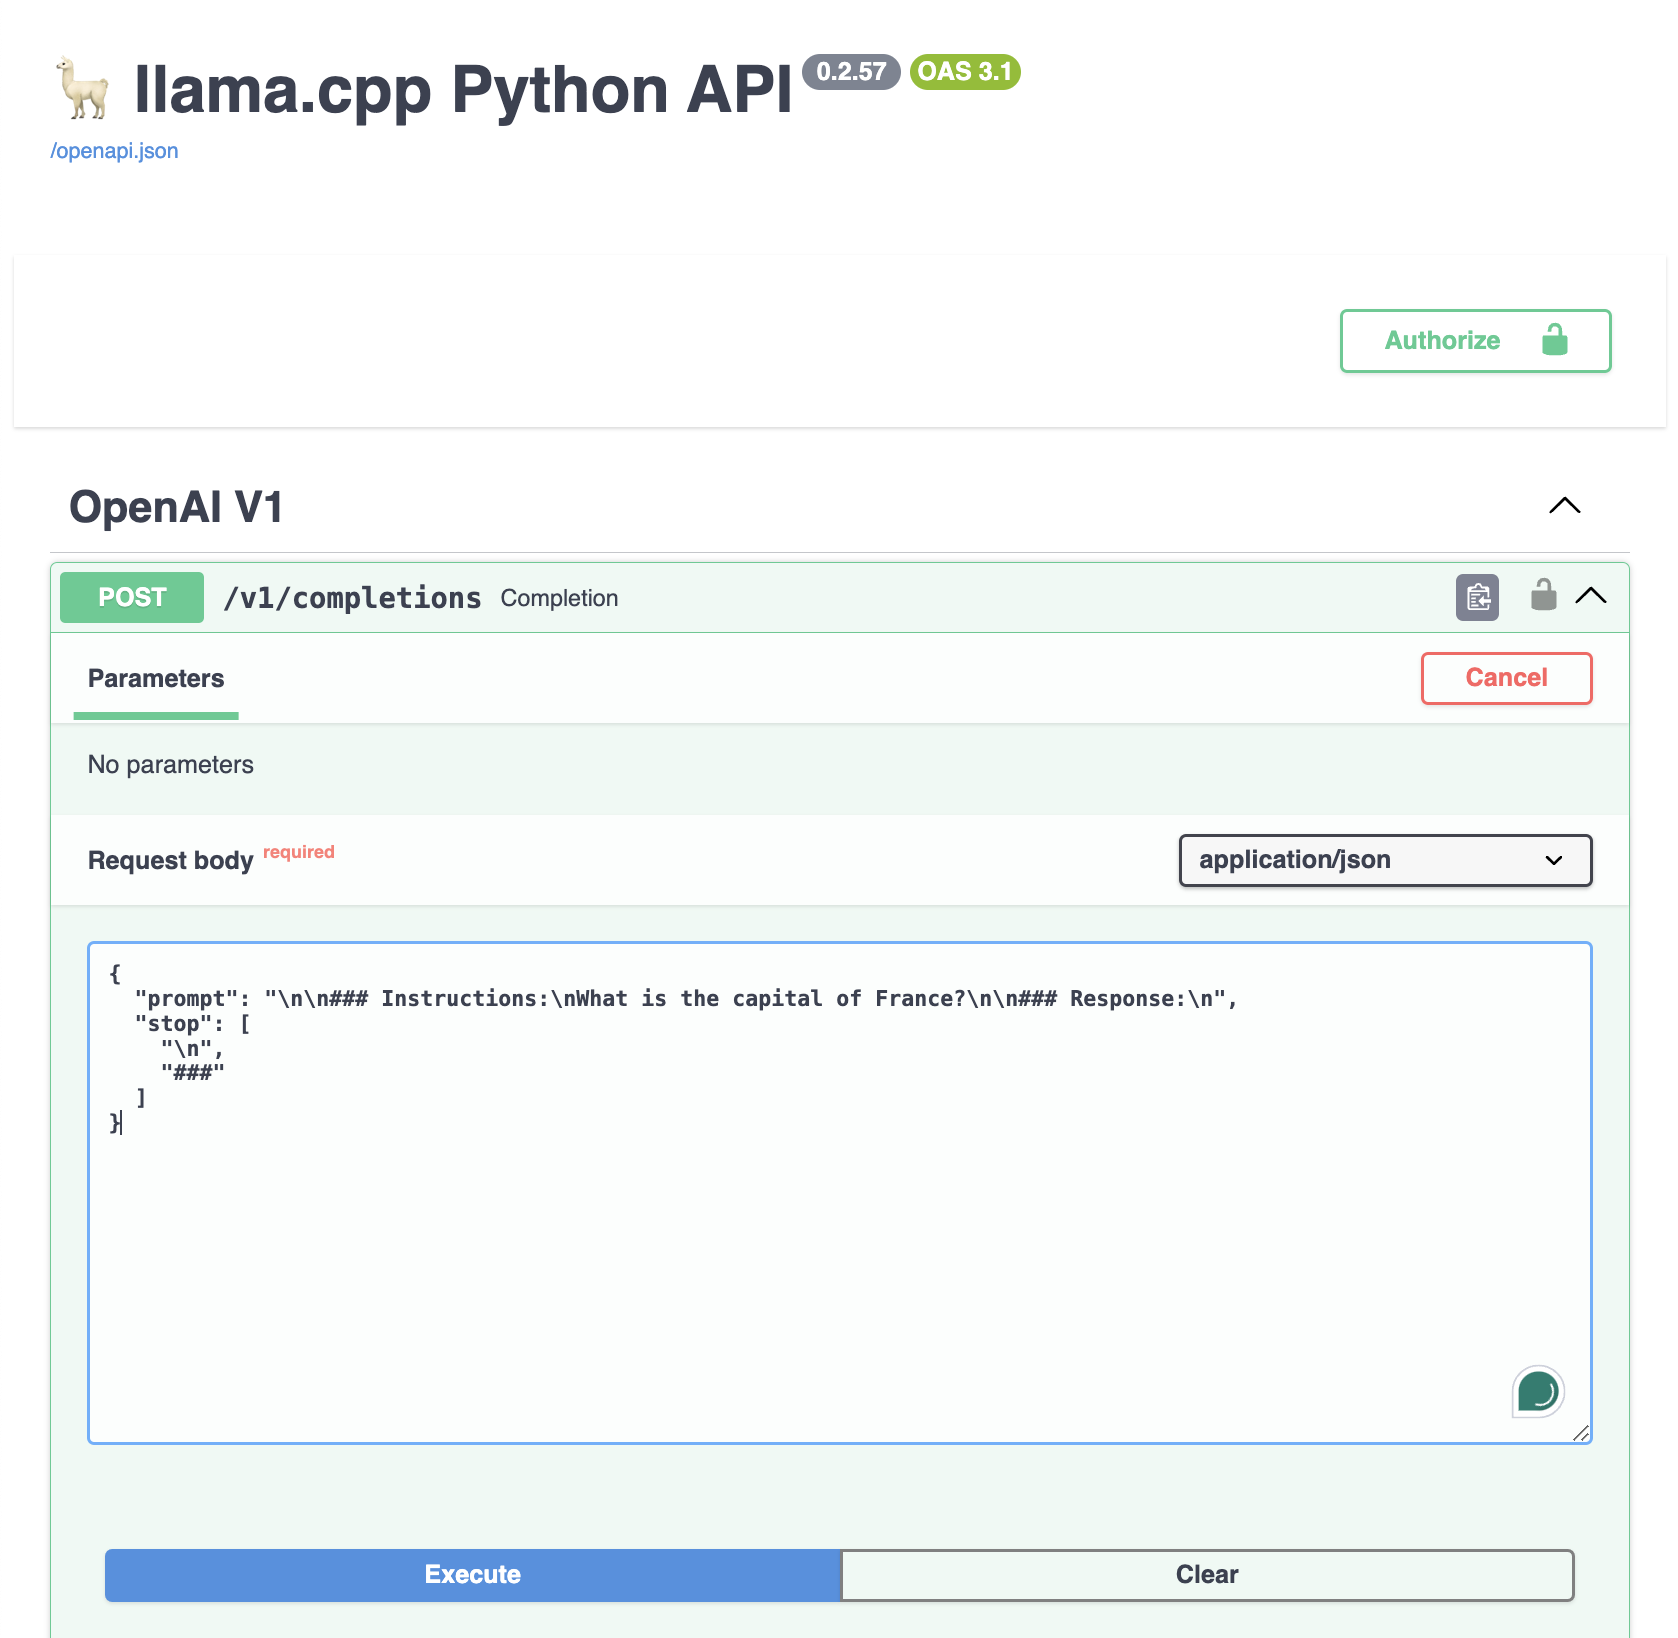 llama.cpp Python API 0.2.57 OAS 3.1
/openapi.json
Authorize
OpenAI V1
POST /v1/completions Completion
Parameters
Cancel
No parameters
Request body required
application/json
{
  "prompt": "\n\n### Instructions:\nWhat is the capital of France?\n\n### Response:\n",
  "stop": [
    "\n",
    "###"
  ]
}
Execute
Clear